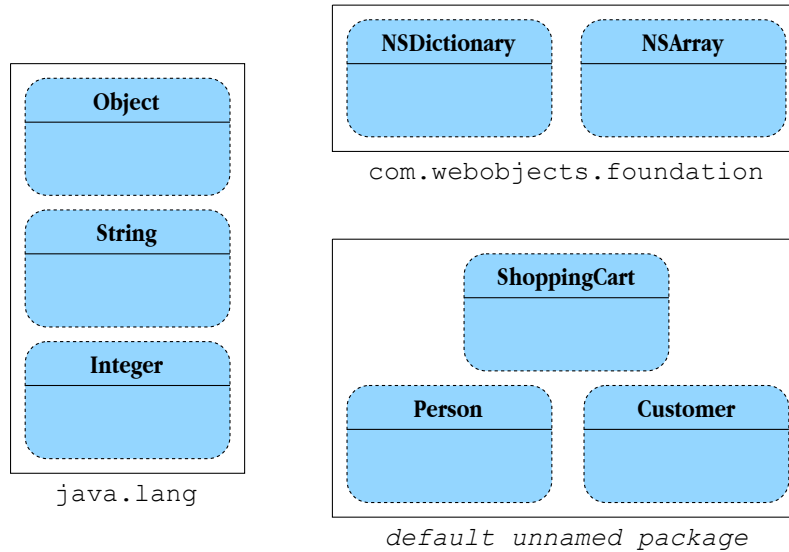 Object
String
Integer
java.lang
NSDictionary
NSArray
com.webobjects.foundation
ShoppingCart
Person
Customer
default unnamed package